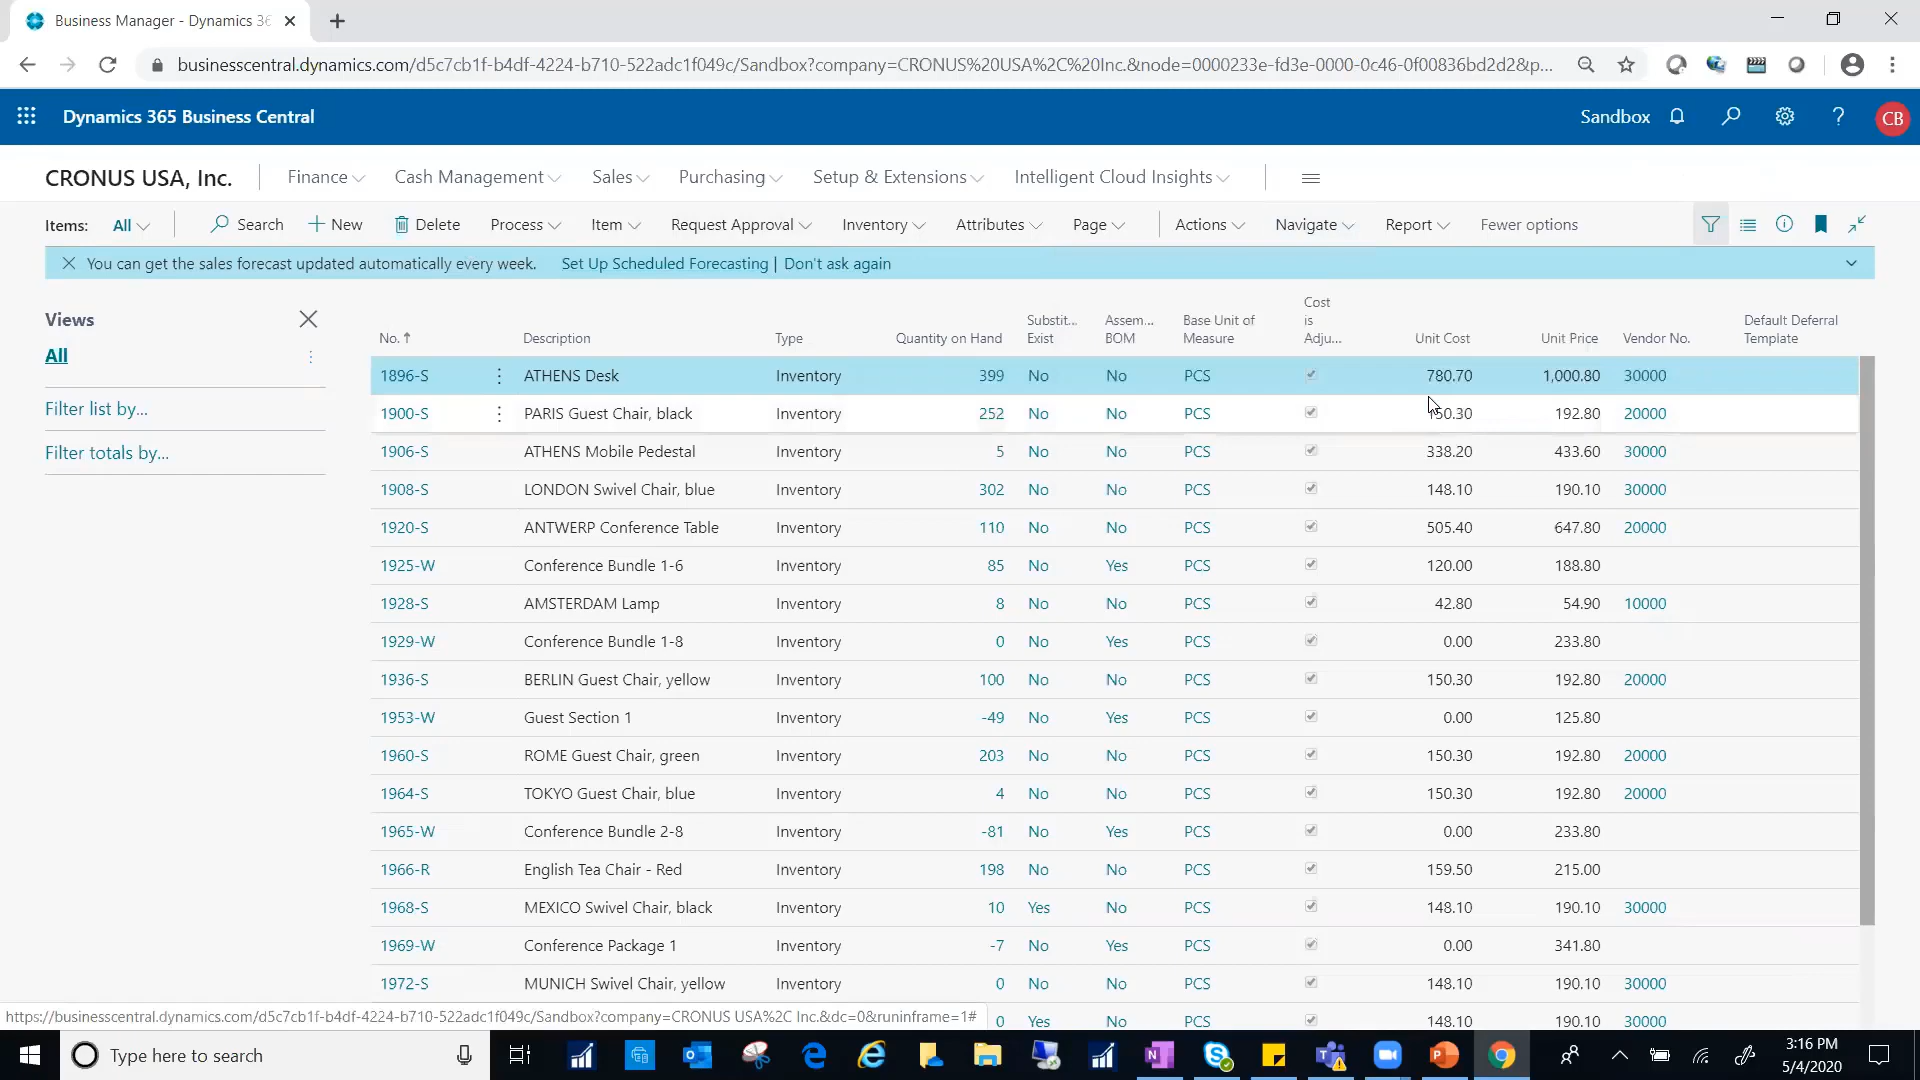 Business Manager - Dynamics 36
businesscentral.dynamics.com/d5c7cb1f-b4df-4224-b710-522adc1f049c/Sandbox?company=CRONUS%20USA%2C%20Inc.&node=0000233e-fd3e-0000-0c46-0f00836bd2d2&p...
Dynamics 365 Business Central Sandbox ? CB
CRONUS USA, Inc. Finance Cash Management Sales Purchasing Setup & Extensions Intelligent Cloud Insights
Items: All Search New Delete Process Item Request Approval Inventory Attributes Page Actions Navigate Report Fewer options
You can get the sales forecast updated automatically every week. Set Up Scheduled Forecasting | Don't ask again
Views
All
Filter list by...
Filter totals by...
No. ↑ Description Type Quantity on Hand Substit... Exist Assem... BOM Base Unit of Measure Cost is Adju... Unit Cost Unit Price Vendor No. Default Deferral Template
1896-S ATHENS Desk Inventory 399 No No PCS 780.70 1,000.80 30000
1900-S PARIS Guest Chair, black Inventory 252 No No PCS 50.30 192.80 20000
1906-S ATHENS Mobile Pedestal Inventory 5 No No PCS 338.20 433.60 30000
1908-S LONDON Swivel Chair, blue Inventory 302 No No PCS 148.10 190.10 30000
1920-S ANTWERP Conference Table Inventory 110 No No PCS 505.40 647.80 20000
1925-W Conference Bundle 1-6 Inventory 85 No Yes PCS 120.00 188.80
1928-S AMSTERDAM Lamp Inventory 8 No No PCS 42.80 54.90 10000
1929-W Conference Bundle 1-8 Inventory 0 No Yes PCS 0.00 233.80
1936-S BERLIN Guest Chair, yellow Inventory 100 No No PCS 150.30 192.80 20000
1953-W Guest Section 1 Inventory -49 No Yes PCS 0.00 125.80
1960-S ROME Guest Chair, green Inventory 203 No No PCS 150.30 192.80 20000
1964-S TOKYO Guest Chair, blue Inventory 4 No No PCS 150.30 192.80 20000
1965-W Conference Bundle 2-8 Inventory -81 No Yes PCS 0.00 233.80
1966-R English Tea Chair - Red Inventory 198 No No PCS 159.50 215.00
1968-S MEXICO Swivel Chair, black Inventory 10 Yes No PCS 148.10 190.10 30000
1969-W Conference Package 1 Inventory -7 No Yes PCS 0.00 341.80
1972-S MUNICH Swivel Chair, yellow Inventory 0 No No PCS 148.10 190.10 30000
0 Yes No PCS 148.10 190.10 30000
https://businesscentral.dynamics.com/d5c7cb1f-b4df-4224-b710-522adc1f049c/Sandbox?company=CRONUS USA%2C Inc.&dc=0&runinframe=1#
Type here to search
3:16 PM
5/4/2020